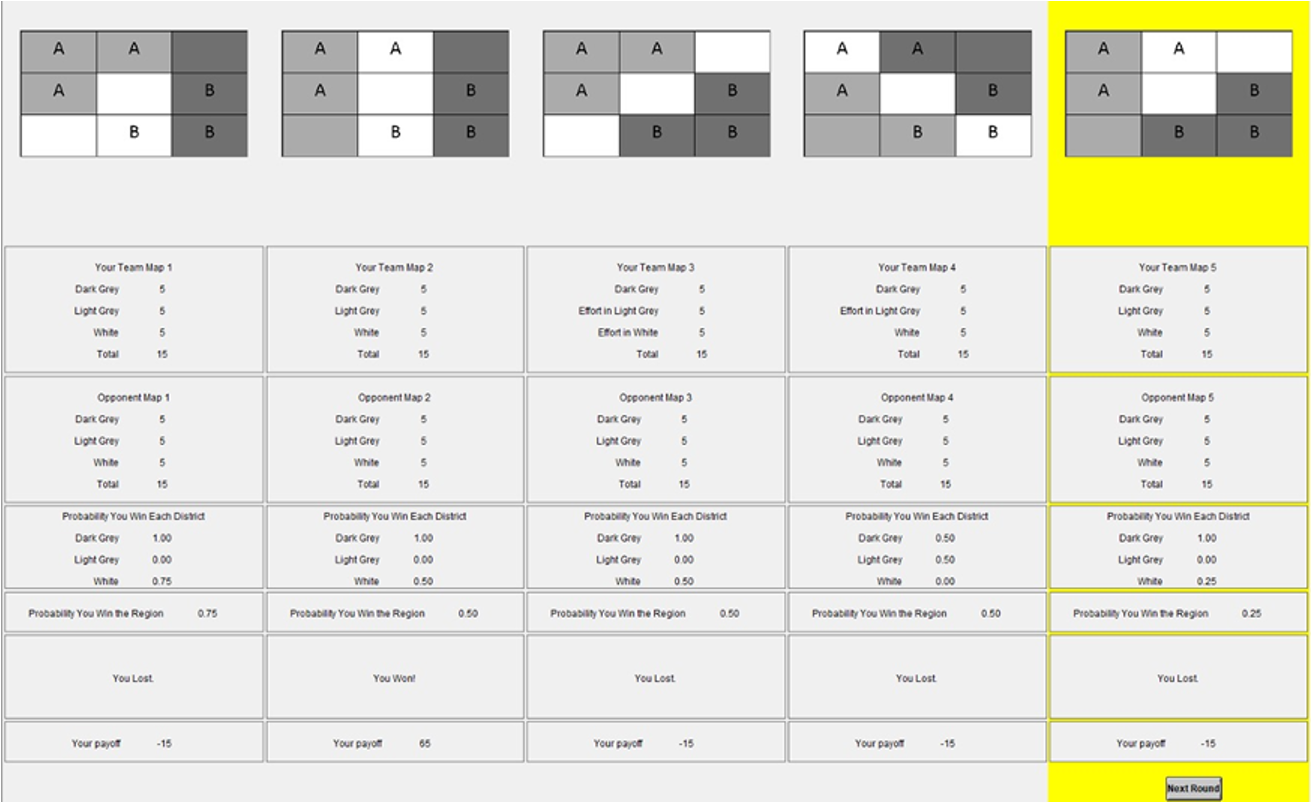 A A A A A A A A A
A B A B A B A B A B
B B B B B B B B B B
Your Team Map 1
Dark Grey 5
Light Grey 5
White 5
Total 15
Your Team Map 2
Dark Grey 5
Light Grey 5
White 5
Total 15
Your Team Map 3
Dark Grey 5
Effort in Light Grey 5
Effort in White 5
Total 15
Your Team Map 4
Dark Grey 5
Effort in Light Grey 5
White 5
Total 15
Your Team Map 5
Dark Grey 5
Light Grey 5
White 5
Total 15
Opponent Map 1
Dark Grey 5
Light Grey 5
White 5
Total 15
Opponent Map 2
Dark Grey 5
Light Grey 5
White 5
Total 15
Opponent Map 3
Dark Grey 5
Light Grey 5
White 5
Total 15
Opponent Map 4
Dark Grey 5
Light Grey 5
White 5
Total 15
Opponent Map 5
Dark Grey 5
Light Grey 5
White 5
Total 15
Probability You Win Each District
Dark Grey 1.00
Light Grey 0.00
White 0.75
Probability You Win Each District
Dark Grey 1.00
Light Grey 0.00
White 0.50
Probability You Win Each District
Dark Grey 1.00
Light Grey 0.00
White 0.50
Probability You Win Each District
Dark Grey 0.50
Light Grey 0.50
White 0.00
Probability You Win Each District
Dark Grey 1.00
Light Grey 0.00
White 0.25
Probability You Win the Region 0.75
Probability You Win the Region 0.50
Probability You Win the Region 0.50
Probability You Win the Region 0.50
Probability You Win the Region 0.25
You Lost.
You Won!
You Lost.
You Lost.
You Lost.
Your payoff -15
Your payoff 65
Your payoff -15
Your payoff -15
Your payoff -15
Next Round